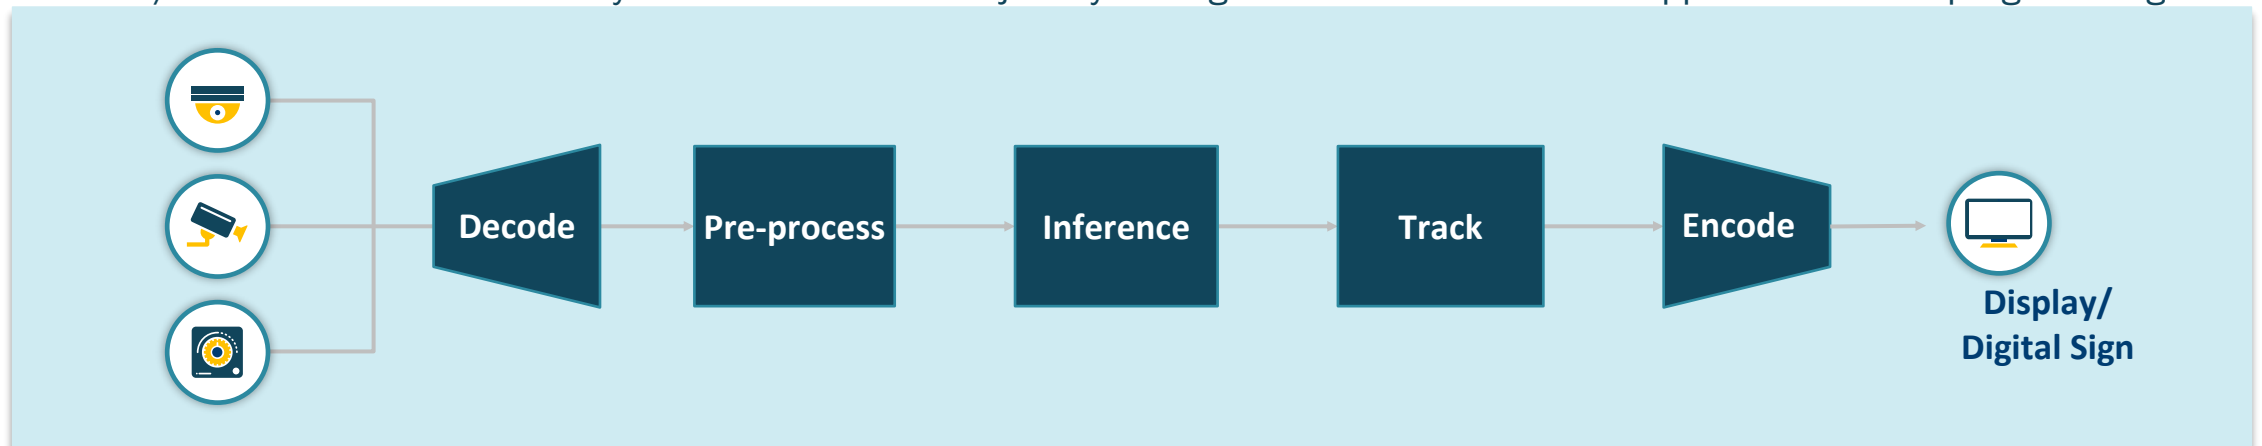 Decode
Pre-process
Inference
Track
Encode
Display/
Digital Sign